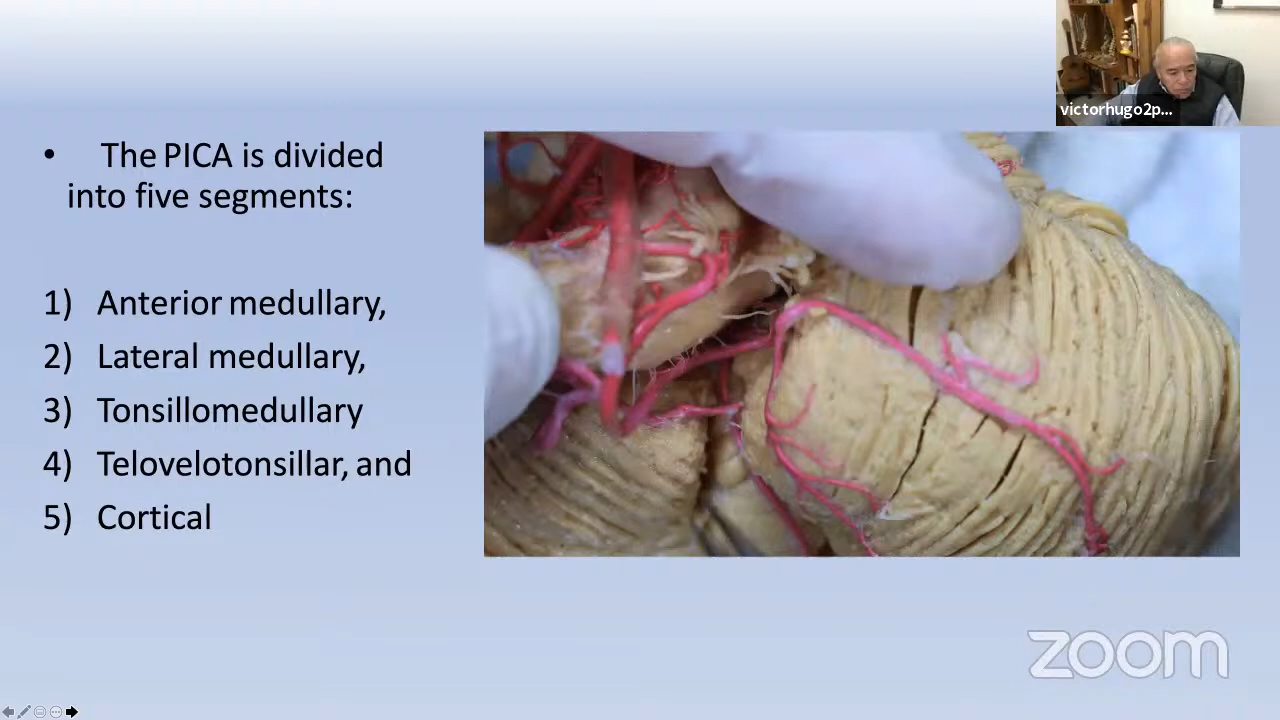 victorhugo2p...
• The PICA is divided
into five segments:
1) Anterior medullary,
2) Lateral medullary,
3) Tonsillomedullary
4) Telovelotonsillar, and
5) Cortical
zoom